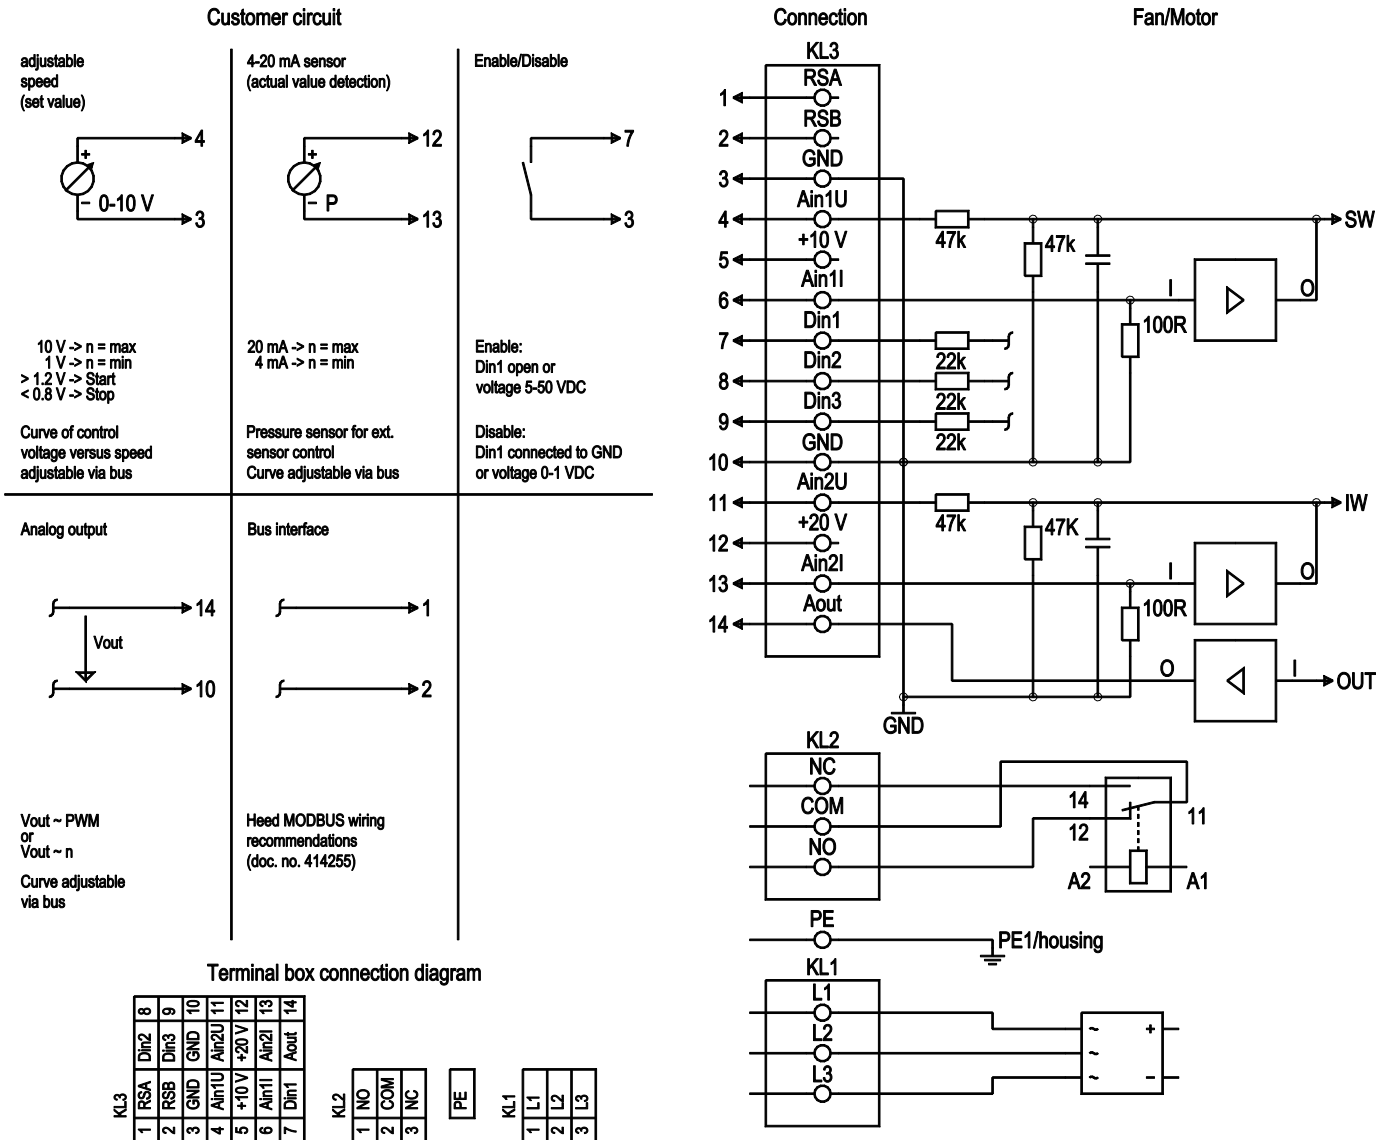 Customer circuit
adjustable
speed
(set value)
4
+
− 0-10 V
3
10 V -> n = max
1 V -> n = min
> 1.2 V -> Start
< 0.8 V -> Stop
Curve of control
voltage versus speed
adjustable via bus
4-20 mA sensor
(actual value detection)
12
+
− P
13
20 mA -> n = max
4 mA -> n = min
Pressure sensor for ext.
sensor control
Curve adjustable via bus
Enable/Disable
7
3
Enable:
Din1 open or
voltage 5-50 VDC
Disable:
Din1 connected to GND
or voltage 0-1 VDC
Analog output
14
Vout
10
Vout ~ PWM
or
Vout ~ n
Curve adjustable
via bus
Bus interface
1
2
Heed MODBUS wiring
recommendations
(doc. no. 414255)
Connection
Fan/Motor
KL3
RSA
1
RSB
2
GND
3
Ain1U
4
47k
47k
SW
+10 V
5
Ain1I
6
I
O
100R
Din1
7
22k
Din2
8
22k
Din3
9
22k
GND
10
Ain2U
11
47k
47K
IW
+20 V
12
Ain2I
13
I
O
100R
Aout
14
O
I
OUT
GND
KL2
NC
COM
NO
14
12
11
A2
A1
PE
PE1/housing
KL1
L1
L2
L3
~
~
~
+
−
Terminal box connection diagram
KL3
1 RSA Din2 8
2 RSB Din3 9
3 GND GND 10
4 Ain1U Ain2U 11
5 +10 V +20 V 12
6 Ain1I Ain2I 13
7 Din1 Aout 14
KL2
1 NO
2 COM
3 NC
PE
KL1
1 L1
2 L2
3 L3